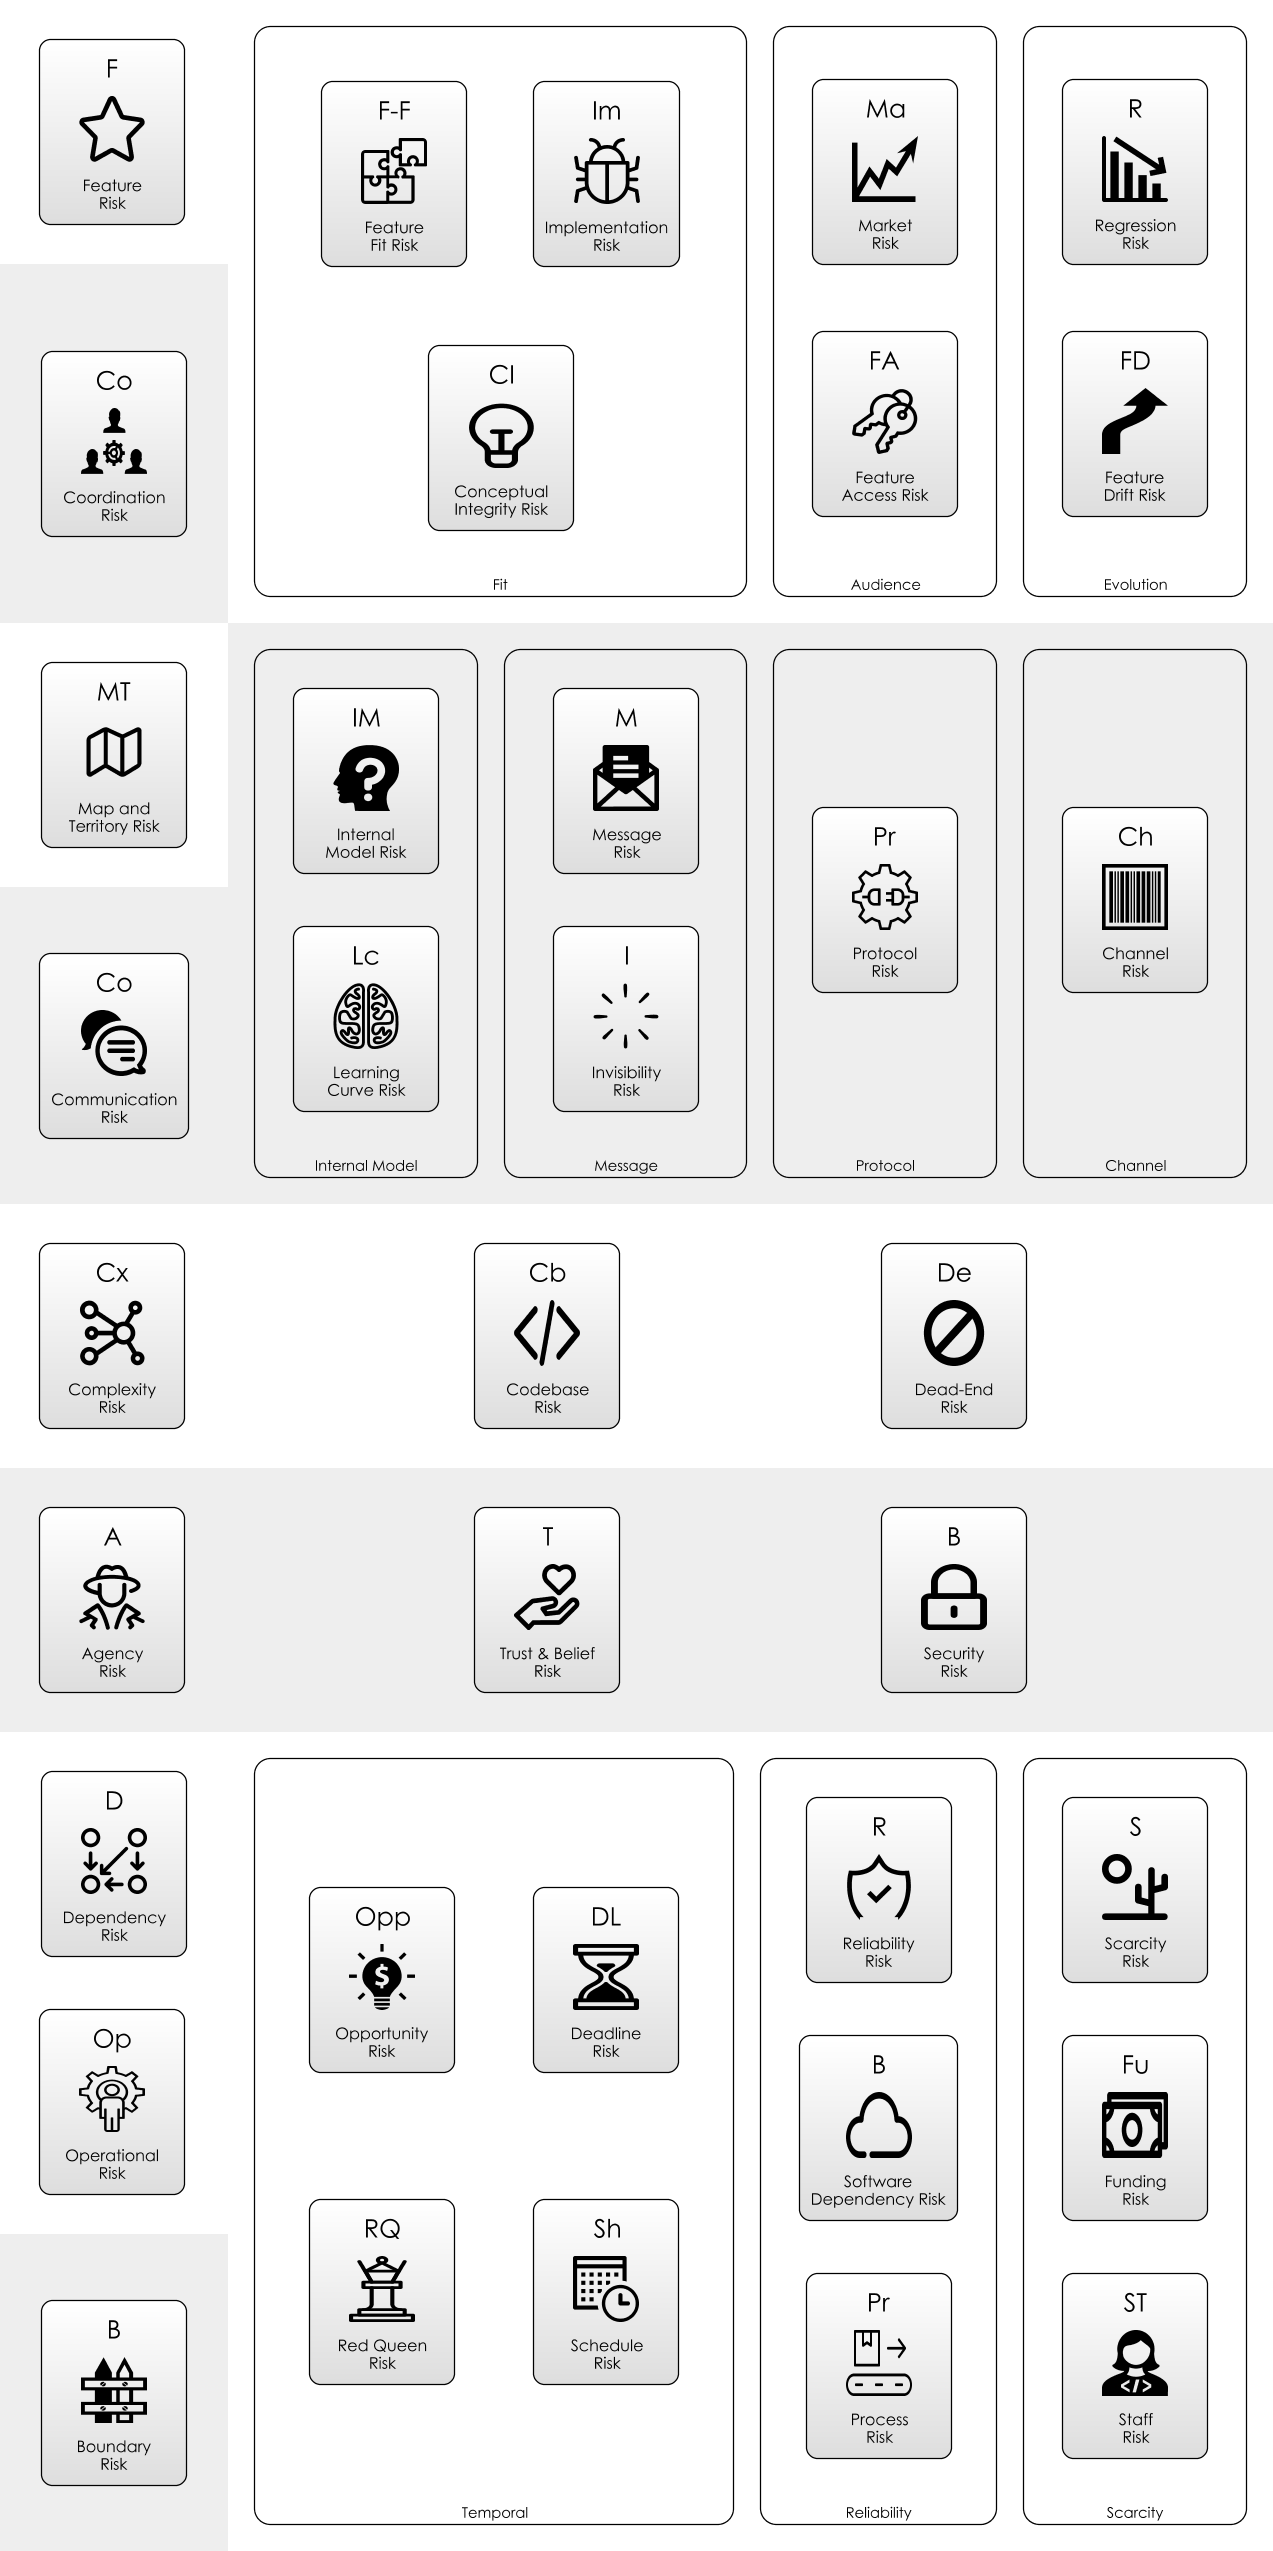 F
Feature
Risk
F-F
Feature
Fit Risk
Im
Implementation
Risk
CI
Conceptual
Integrity Risk
Fit
Ma
Market
Risk
FA
Feature
Access Risk
Audience
R
Regression
Risk
FD
Feature
Drift Risk
Evolution
Co
Coordination
Risk
MT
Map and
Territory Risk
Co
Communication
Risk
IM
?
Internal
Model Risk
Lc
Learning
Curve Risk
Internal Model
M
Message
Risk
I
Invisibility
Risk
Message
Pr
Protocol
Risk
Protocol
Ch
Channel
Risk
Channel
Cx
Complexity
Risk
Cb
</>
Codebase
Risk
De
Dead-End
Risk
A
Agency
Risk
T
Trust & Belief
Risk
B
Security
Risk
D
Dependency
Risk
Op
Operational
Risk
B
Boundary
Risk
Opp
$
Opportunity
Risk
DL
Deadline
Risk
RQ
Red Queen
Risk
Sh
Schedule
Risk
Temporal
R
Reliability
Risk
B
Software
Dependency Risk
Pr
Process
Risk
Reliability
S
Scarcity
Risk
Fu
Funding
Risk
ST
</>
Staff
Risk
Scarcity